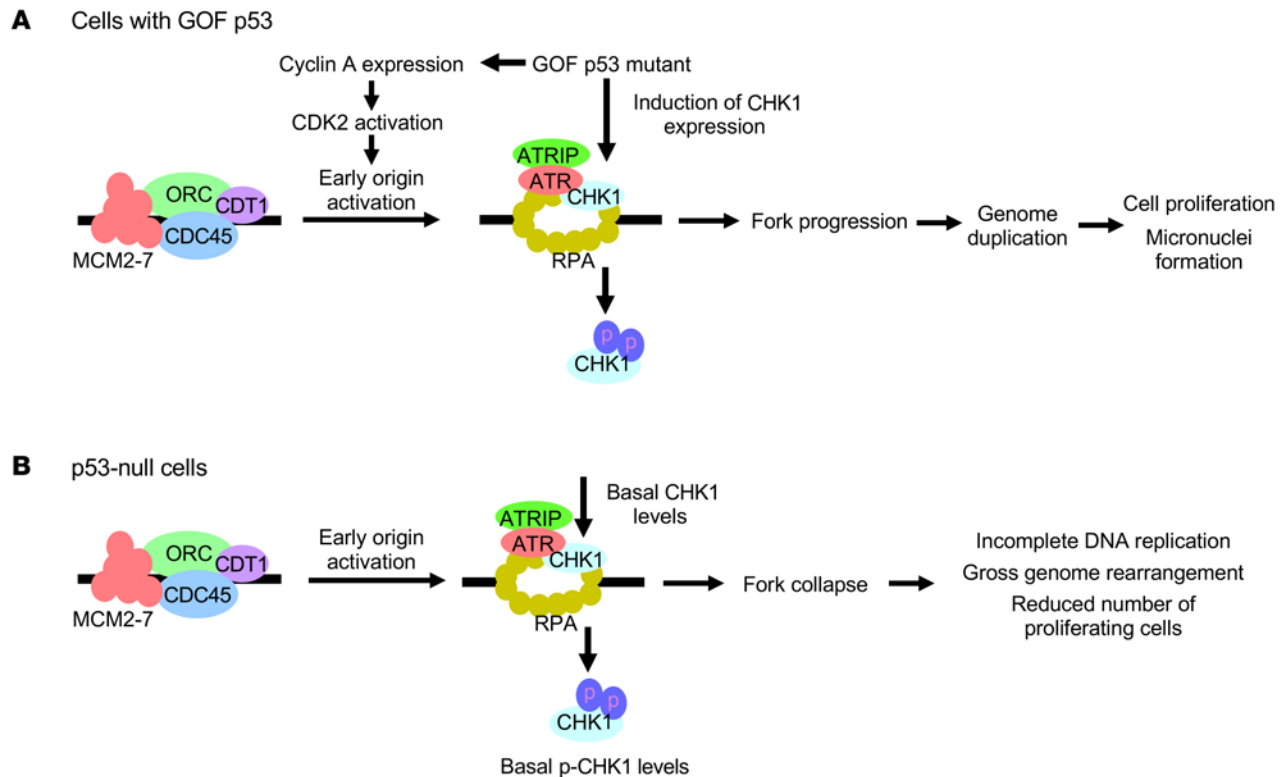 A Cells with GOF p53
Cyclin A expression
GOF p53 mutant
CDK2 activation
Induction of CHK1
expression
Early origin
activation
ORC
CDT1
CDC45
MCM2-7
ATRIP
ATR
CHK1
RPA
Fork progression
Genome
duplication
Cell proliferation
Micronuclei
formation
p
p
CHK1
B p53-null cells
Basal CHK1
levels
Early origin
activation
ORC
CDT1
CDC45
MCM2-7
ATRIP
ATR
CHK1
RPA
Fork collapse
Incomplete DNA replication
Gross genome rearrangement
Reduced number of
proliferating cells
p
p
CHK1
Basal p-CHK1 levels